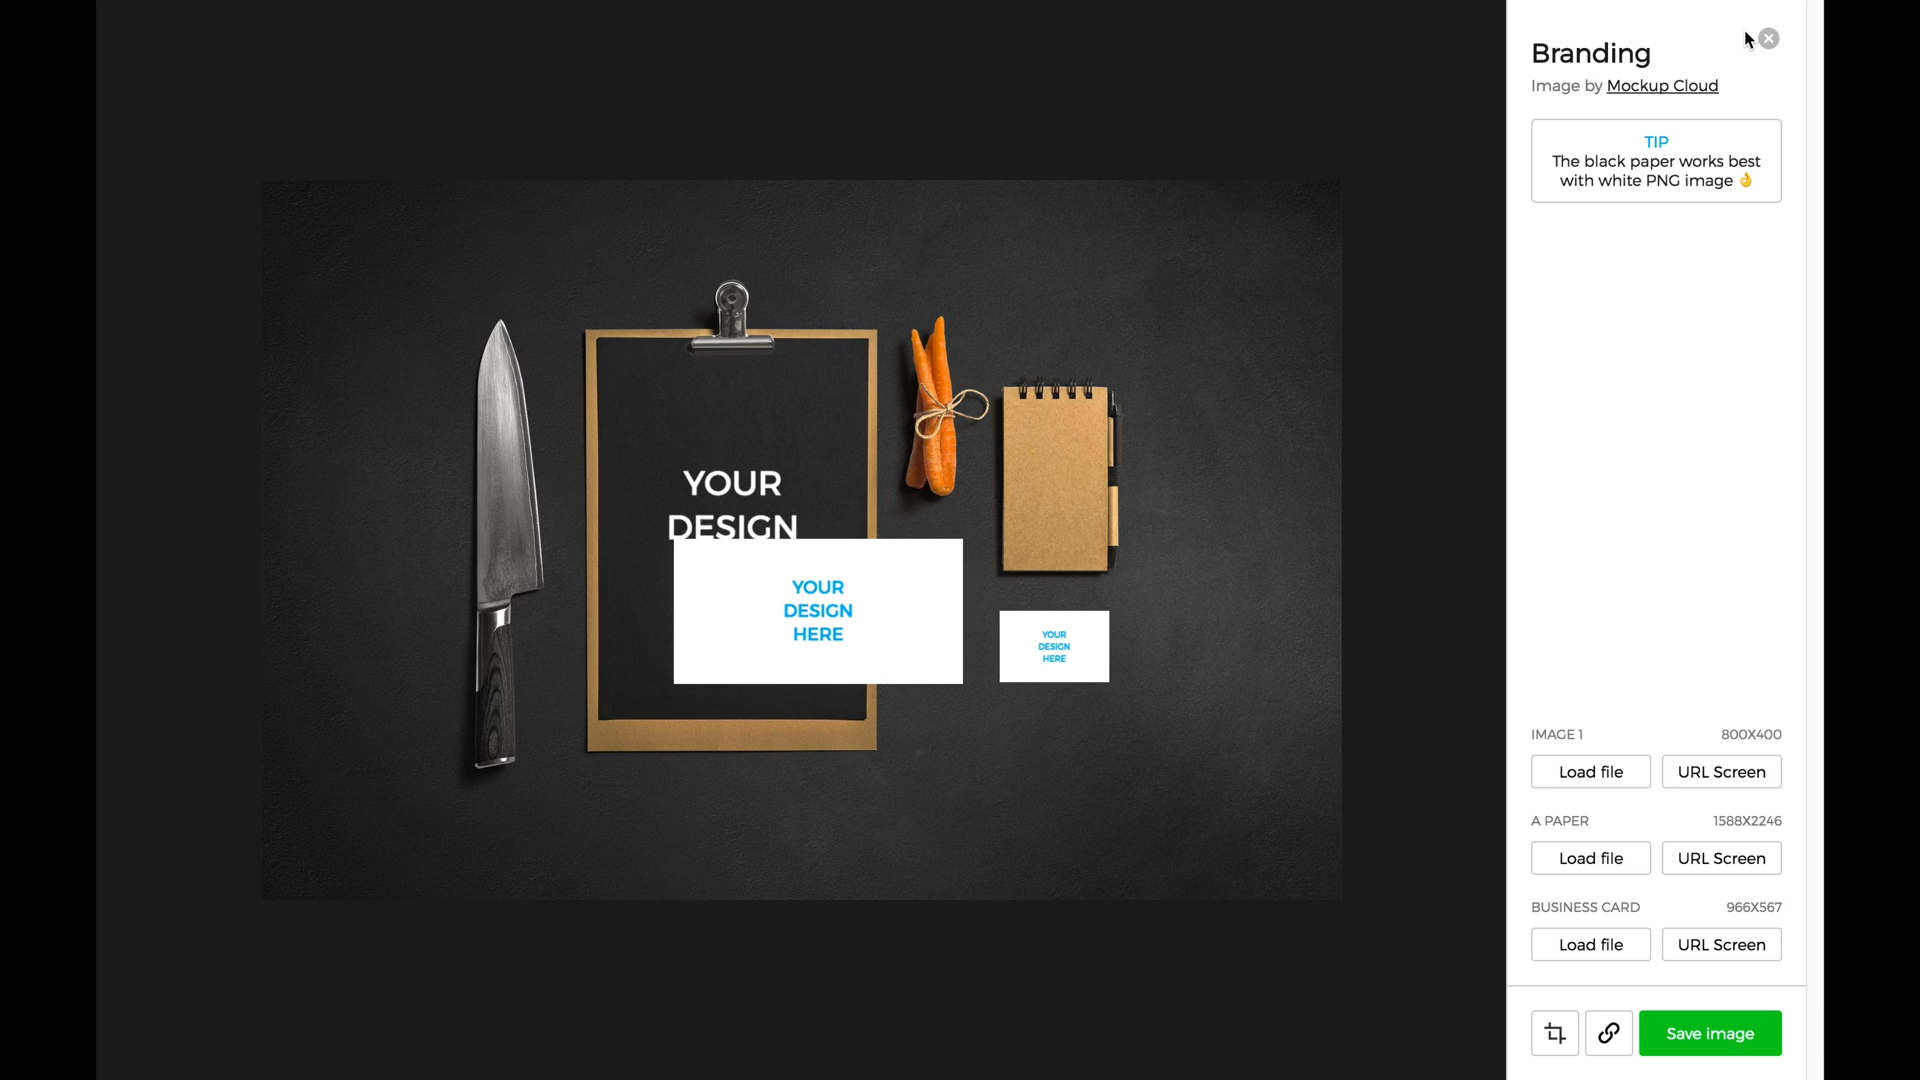 Branding
Image by Mockup Cloud
TIP
The black paper works best
with white PNG image 👌
YOUR
DESIGN
YOUR
DESIGN
HERE
YOUR
DESIGN
HERE
IMAGE 1 800X400
Load file URL Screen
A PAPER 1588X2246
Load file URL Screen
BUSINESS CARD 966X567
Load file URL Screen
Save image